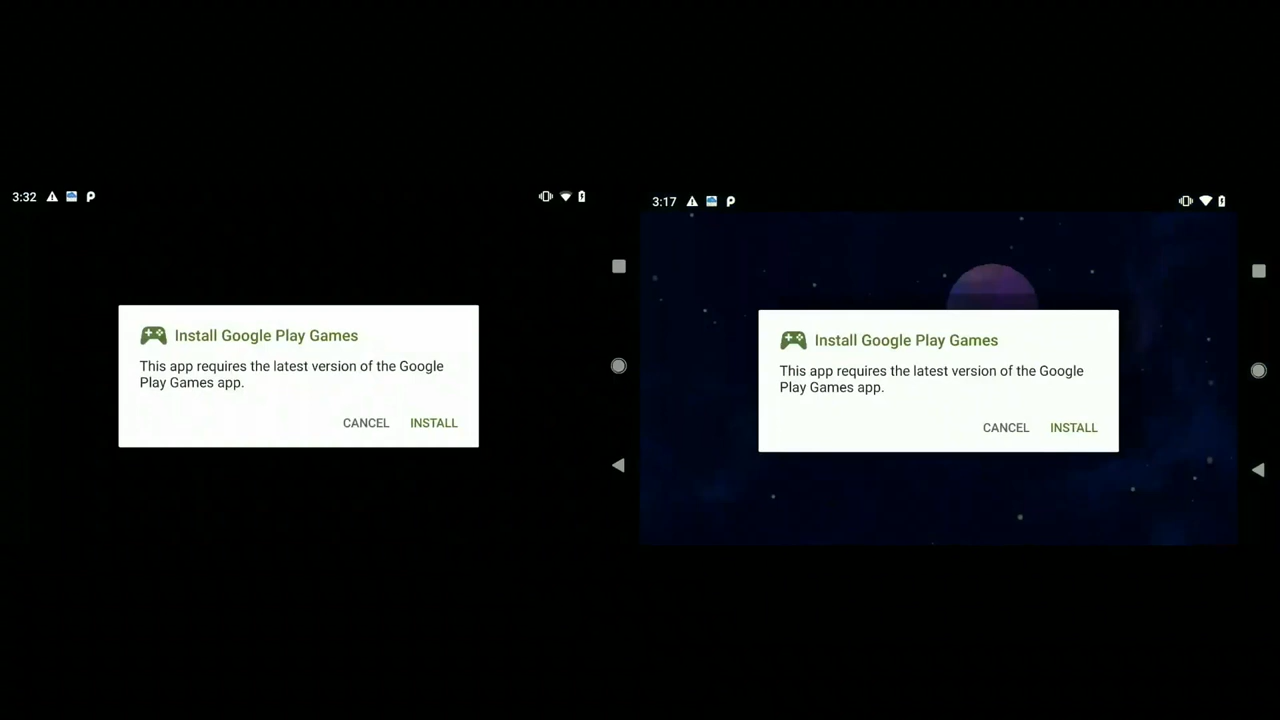 3:32
Install Google Play Games
This app requires the latest version of the Google
Play Games app.
CANCEL INSTALL
3:17
Install Google Play Games
This app requires the latest version of the Google
Play Games app.
CANCEL INSTALL